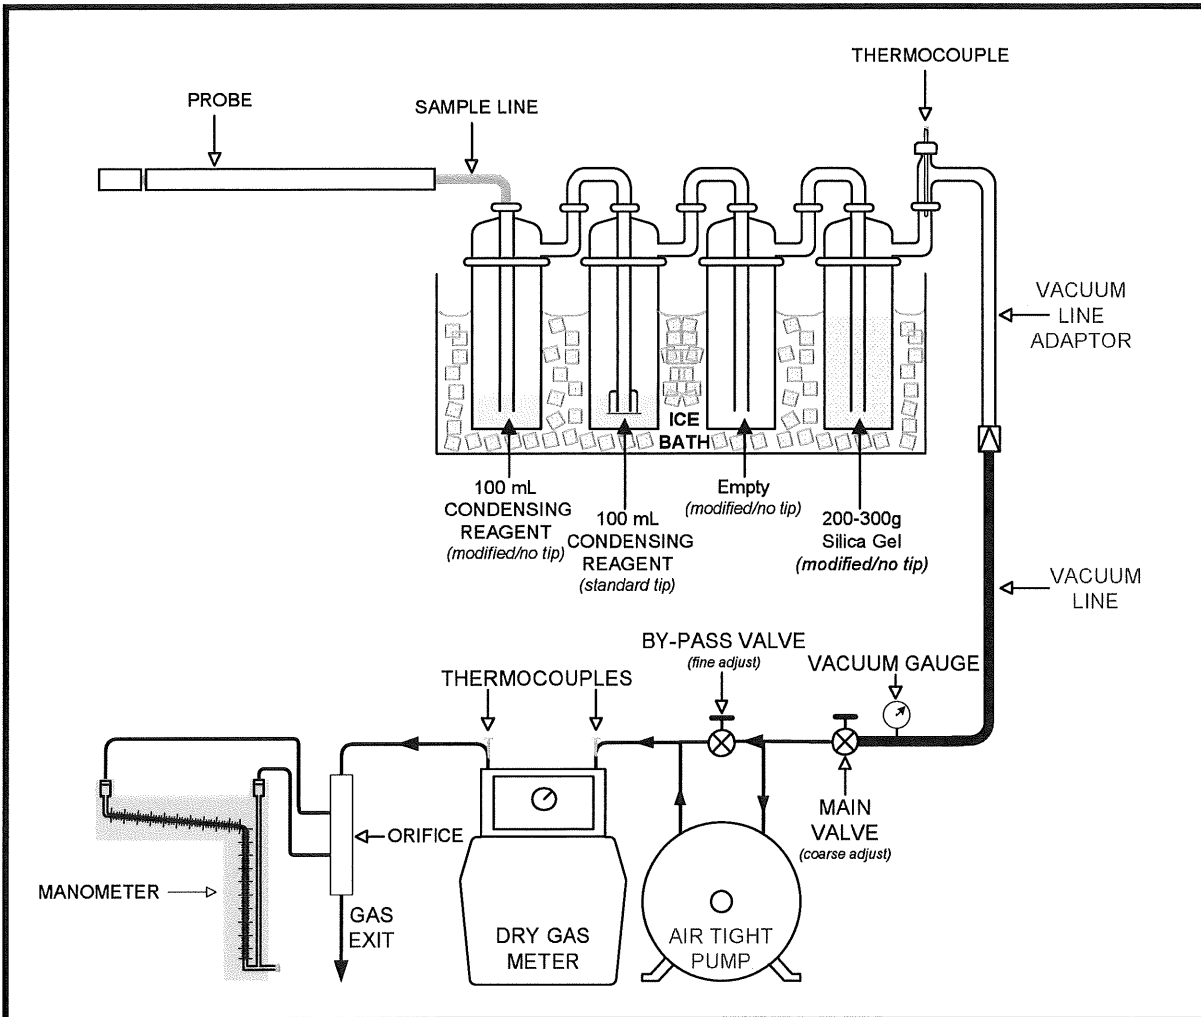 THERMOCOUPLE
PROBE
SAMPLE LINE
VACUUM
LINE
ADAPTOR
ICE
BATH
100 mL
CONDENSING
REAGENT
(modified/no tip)
100 mL
CONDENSING
REAGENT
(standard tip)
Empty
(modified/no tip)
200-300g
Silica Gel
(modified/no tip)
VACUUM
LINE
BY-PASS VALVE
(fine adjust)
VACUUM GAUGE
THERMOCOUPLES
MAIN
VALVE
(coarse adjust)
ORIFICE
MANOMETER
GAS
EXIT
DRY GAS
METER
AIR TIGHT
PUMP